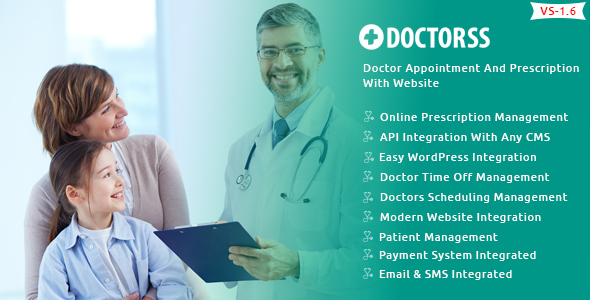 VS-1.6
DOCTORSS
Doctor Appointment And Prescription
With Website
Online Prescription Management
API Integration With Any CMS
Easy WordPress Integration
Doctor Time Off Management
Doctors Scheduling Management
Modern Website Integration
Patient Management
Payment System Integrated
Email & SMS Integrated